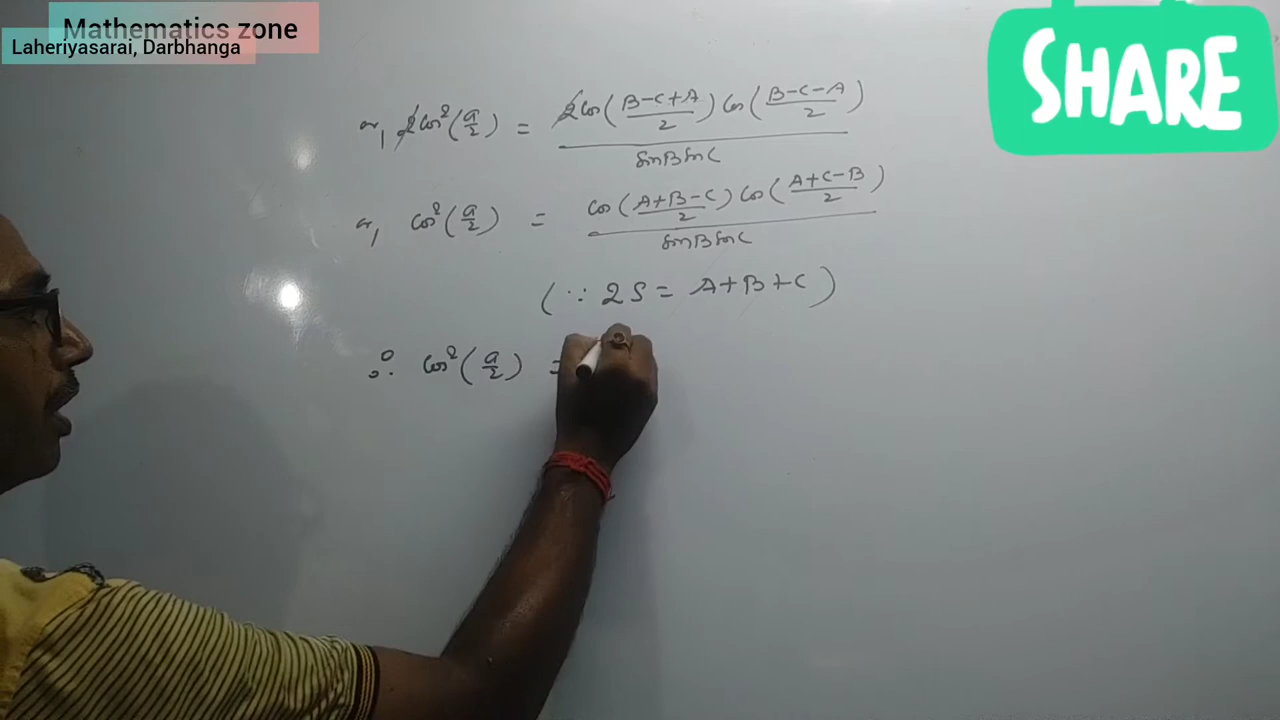 Mathematics zone
Laheriyasarai, Darbhanga
SHARE
or, 2cos²(a/2) = 2cos((B-C+A)/2) cos((B-C-A)/2) / sinB sinC
or, cos²(a/2) = cos((A+B-C)/2) cos((A+C-B)/2) / sinB sinC
(∵ 2S = A+B+C)
∴ cos²(a/2) =